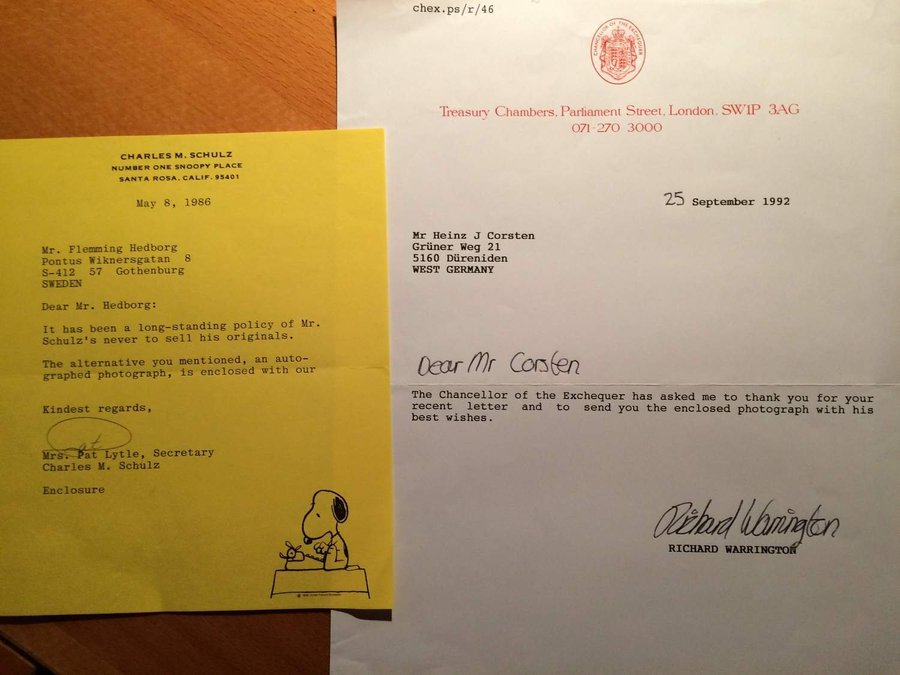 CHARLES M. SCHULZ
NUMBER ONE SNOOPY PLACE
SANTA ROSA, CALIF. 95401
May 8, 1986
Mr. Flemming Hedborg
Pontus Wiknersgatan 8
S-412 57 Gothenburg
SWEDEN
Dear Mr. Hedborg:
It has been a long-standing policy of Mr.
Schulz's never to sell his originals.
The alternative you mentioned, an auto-
graphed photograph, is enclosed with our
Kindest regards,
Pat
Mrs. Pat Lytle, Secretary
Charles M. Schulz
Enclosure
chex.ps/r/46
CHANCELLOR OF THE EXCHEQUER
Treasury Chambers, Parliament Street, London, SW1P 3AG
071-270 3000
25 September 1992
Mr Heinz J Corsten
Grüner Weg 21
5160 Düreniden
WEST GERMANY
Dear Mr Corsten
The Chancellor of the Exchequer has asked me to thank you for your
recent letter and to send you the enclosed photograph with his
best wishes.
Richard Warrington
RICHARD WARRINGTON